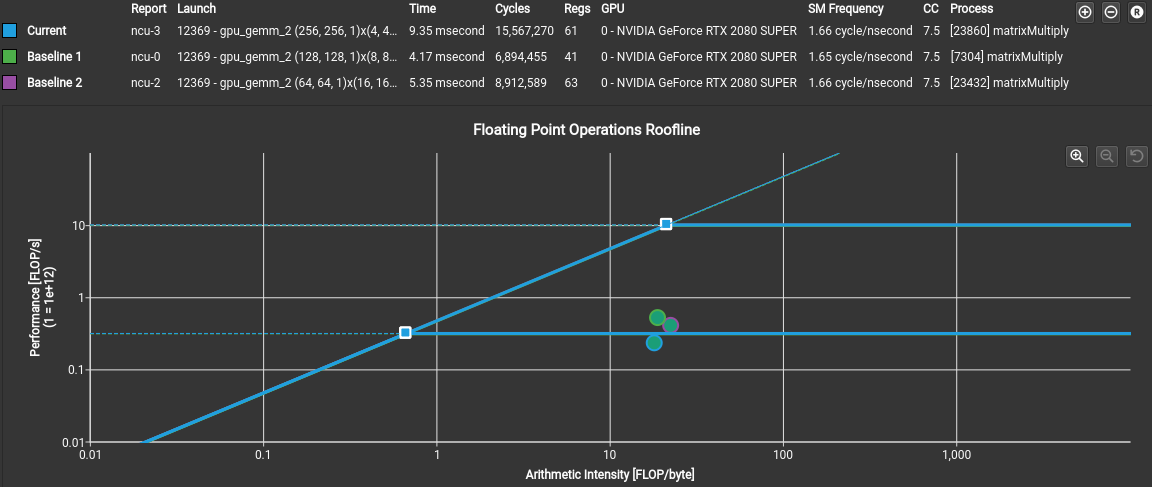 Report Launch Time Cycles Regs GPU SM Frequency CC Process
Current ncu-3 12369 - gpu_gemm_2 (256, 256, 1)x(4, 4... 9.35 msecond 15,567,270 61 0 - NVIDIA GeForce RTX 2080 SUPER 1.66 cycle/nsecond 7.5 [23860] matrixMultiply
Baseline 1 ncu-0 12369 - gpu_gemm_2 (128, 128, 1)x(8, 8... 4.17 msecond 6,894,455 41 0 - NVIDIA GeForce RTX 2080 SUPER 1.65 cycle/nsecond 7.5 [7304] matrixMultiply
Baseline 2 ncu-2 12369 - gpu_gemm_2 (64, 64, 1)x(16, 16... 5.35 msecond 8,912,589 63 0 - NVIDIA GeForce RTX 2080 SUPER 1.66 cycle/nsecond 7.5 [23432] matrixMultiply
R
Floating Point Operations Roofline
Performance [FLOP/s]
(1 = 1e+12)
10
1
0.1
0.01
0.01 0.1 1 10 100 1,000
Arithmetic Intensity [FLOP/byte]